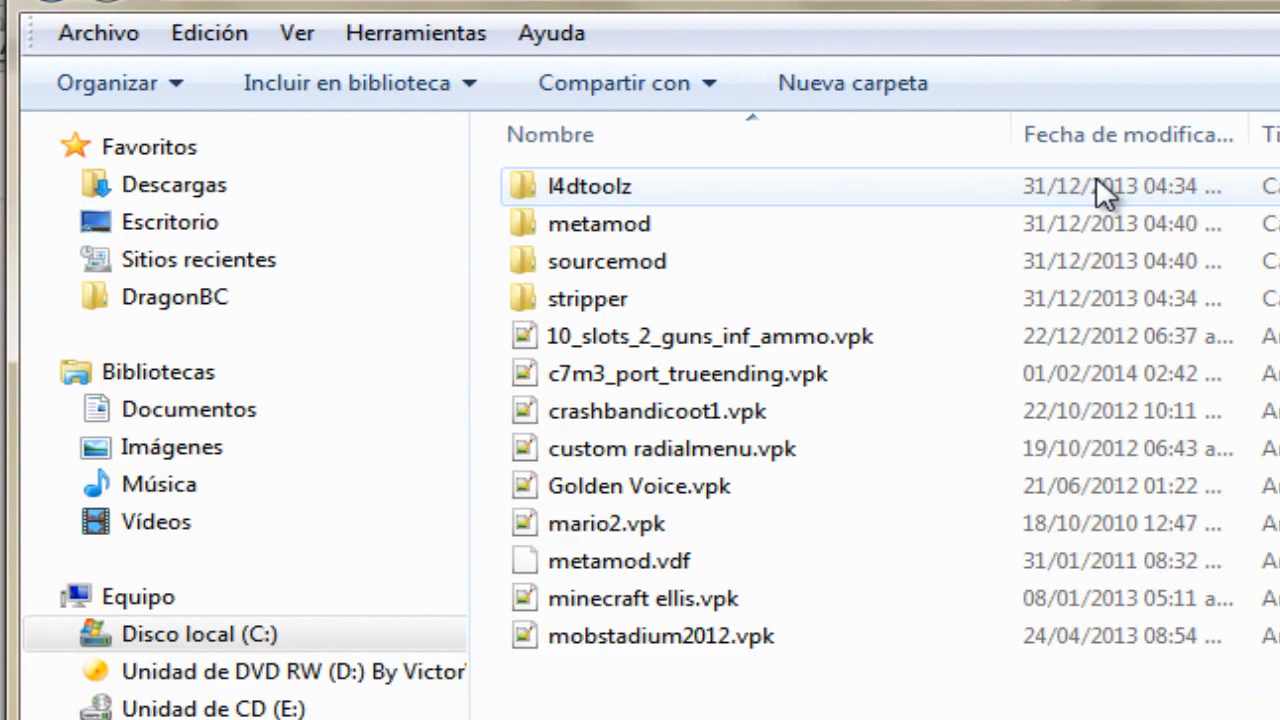 Archivo Edición Ver Herramientas Ayuda
Organizar Incluir en biblioteca Compartir con Nueva carpeta
Nombre Fecha de modifica...
Favoritos
Descargas
Escritorio
Sitios recientes
DragonBC
Bibliotecas
Documentos
Imágenes
Música
Vídeos
Equipo
Disco local (C:)
Unidad de DVD RW (D:) By Victor
Unidad de CD (E:)
l4dtoolz 31/12/2013 04:34 ...
metamod 31/12/2013 04:40 ...
sourcemod 31/12/2013 04:40 ...
stripper 31/12/2013 04:34 ...
10_slots_2_guns_inf_ammo.vpk 22/12/2012 06:37 a...
c7m3_port_trueending.vpk 01/02/2014 02:42 ...
crashbandicoot1.vpk 22/10/2012 10:11 ...
custom radialmenu.vpk 19/10/2012 06:43 a...
Golden Voice.vpk 21/06/2012 01:22 ...
mario2.vpk 18/10/2010 12:47 ...
metamod.vdf 31/01/2011 08:32 ...
minecraft ellis.vpk 08/01/2013 05:11 a...
mobstadium2012.vpk 24/04/2013 08:54 ...